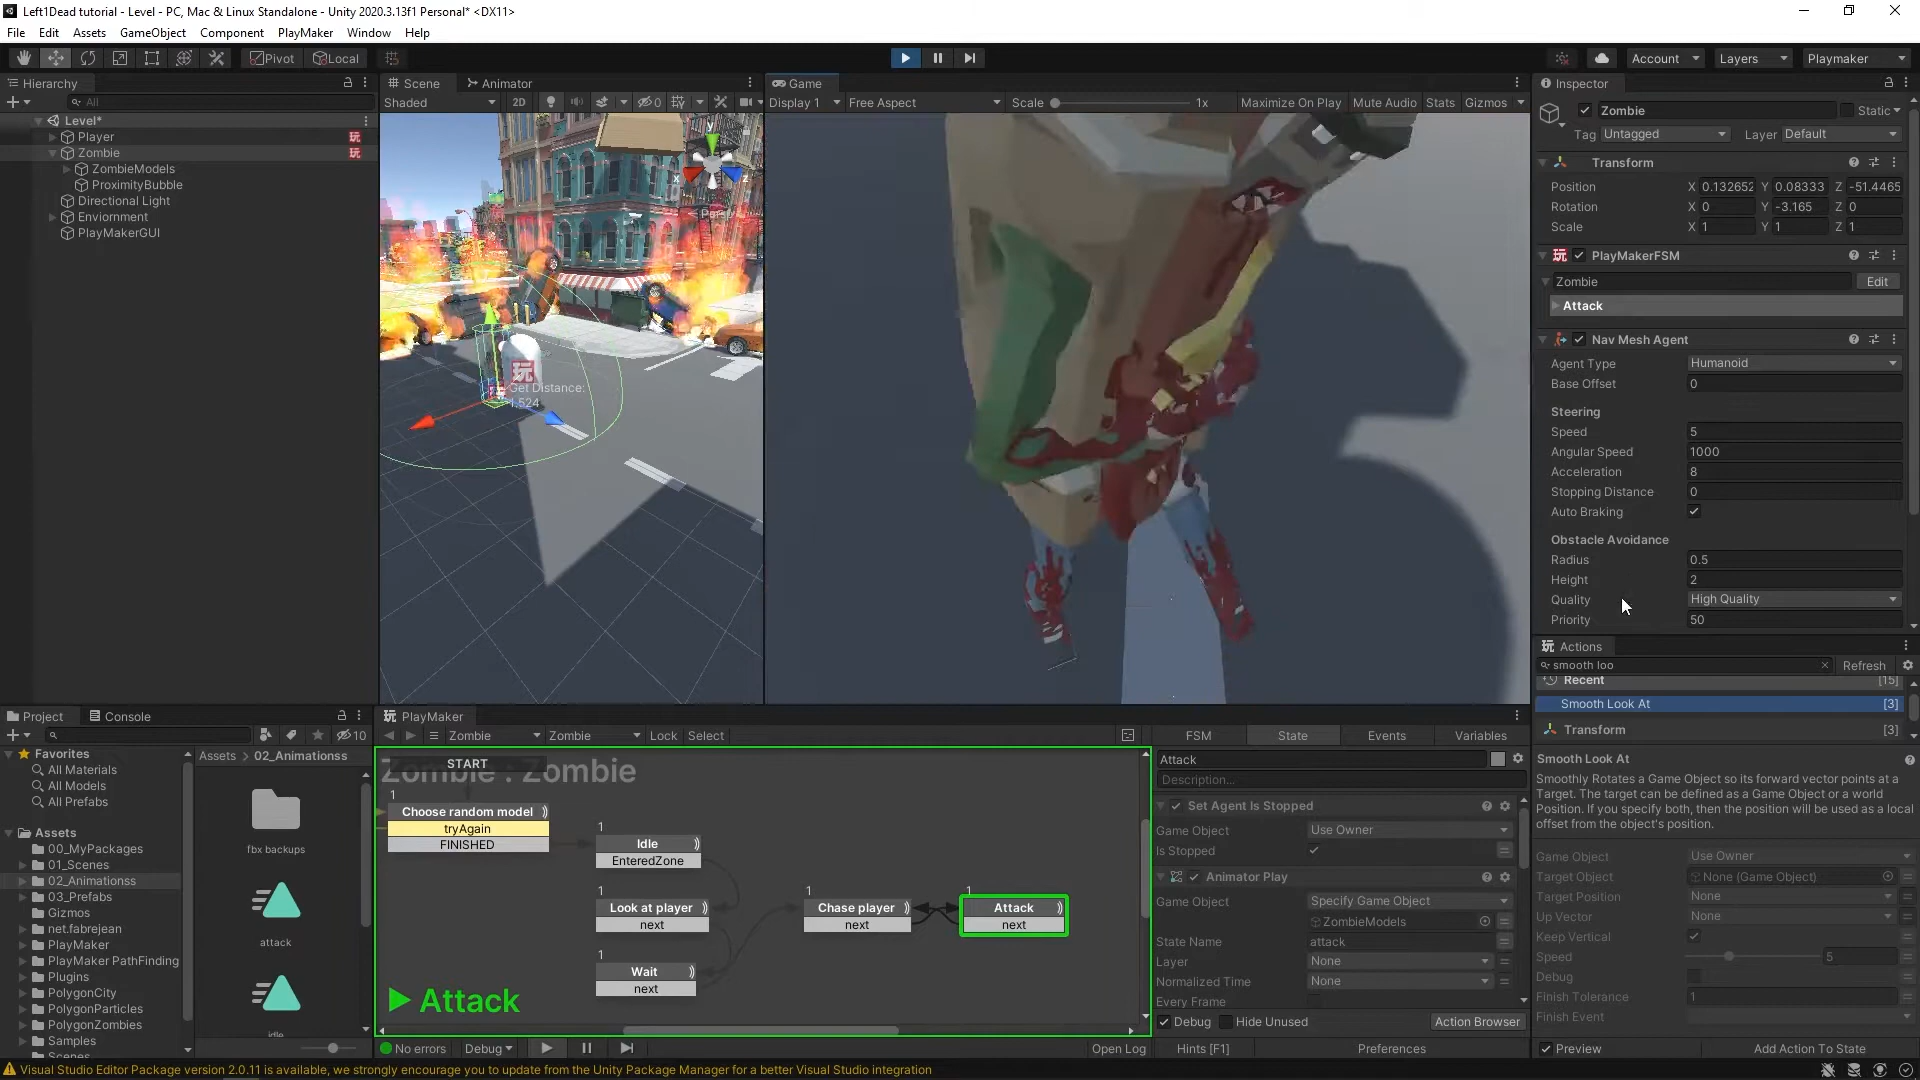 Left1Dead tutorial - Level - PC, Mac & Linux Standalone - Unity 2020.3.13f1 Personal* <DX11>
File Edit Assets GameObject Component PlayMaker Window Help
Pivot Local Account Layers Playmaker
Hierarchy
All
Level*
Player
Zombie
ZombieModels
ProximityBubble
Directional Light
Enviornment
PlayMakerGUI
Scene Animator
Shaded 2D 0
y
x z
Persp
Get Distance:
1.524
Game
Display 1 Free Aspect Scale 1x Maximize On Play Mute Audio Stats Gizmos
Inspector
Zombie Static
Tag Untagged Layer Default
Transform
Position X 0.132652 Y 0.08333 Z -51.4465
Rotation X 0 Y -3.165 Z 0
Scale X 1 Y 1 Z 1
PlayMakerFSM
Zombie Edit
Attack
Nav Mesh Agent
Agent Type Humanoid
Base Offset 0
Steering
Speed 5
Angular Speed 1000
Acceleration 8
Stopping Distance 0
Auto Braking
Obstacle Avoidance
Radius 0.5
Height 2
Quality High Quality
Priority 50
Actions
smooth loo Refresh
Recent [15]
Smooth Look At [3]
Transform [3]
Smooth Look At
Smoothly Rotates a Game Object so its forward vector points at a
Target. The target can be defined as a Game Object or a world
Position. If you specify both, then the position will be used as a local
offset from the object's position.
Game Object Use Owner
Target Object None (Game Object)
Target Position None
Up Vector None
Keep Vertical
Speed 5
Debug
Finish Tolerance 1
Finish Event
Preview Add Action To State
Project Console
10
Favorites
All Materials
All Models
All Prefabs
Assets
00_MyPackages
01_Scenes
02_Animationss
03_Prefabs
Gizmos
net.fabrejean
PlayMaker
PlayMaker PathFinding
Plugins
PolygonCity
PolygonParticles
PolygonZombies
Samples
Scenes
Assets > 02_Animationss
fbx backups
attack
idle
PlayMaker
Zombie Zombie Lock Select
Zombie : Zombie
START
1
Choose random model
tryAgain
FINISHED
1
Idle
EnteredZone
1
Look at player
next
1
Wait
next
1
Chase player
next
1
Attack
next
Attack
No errors Debug Open Log
FSM State Events Variables
Attack
Description...
Set Agent Is Stopped
Game Object Use Owner
Is Stopped
Animator Play
Game Object Specify Game Object
ZombieModels
State Name attack
Layer None
Normalized Time None
Every Frame
Debug Hide Unused Action Browser
Hints [F1] Preferences
Visual Studio Editor Package version 2.0.11 is available, we strongly encourage you to update from the Unity Package Manager for a better Visual Studio integration